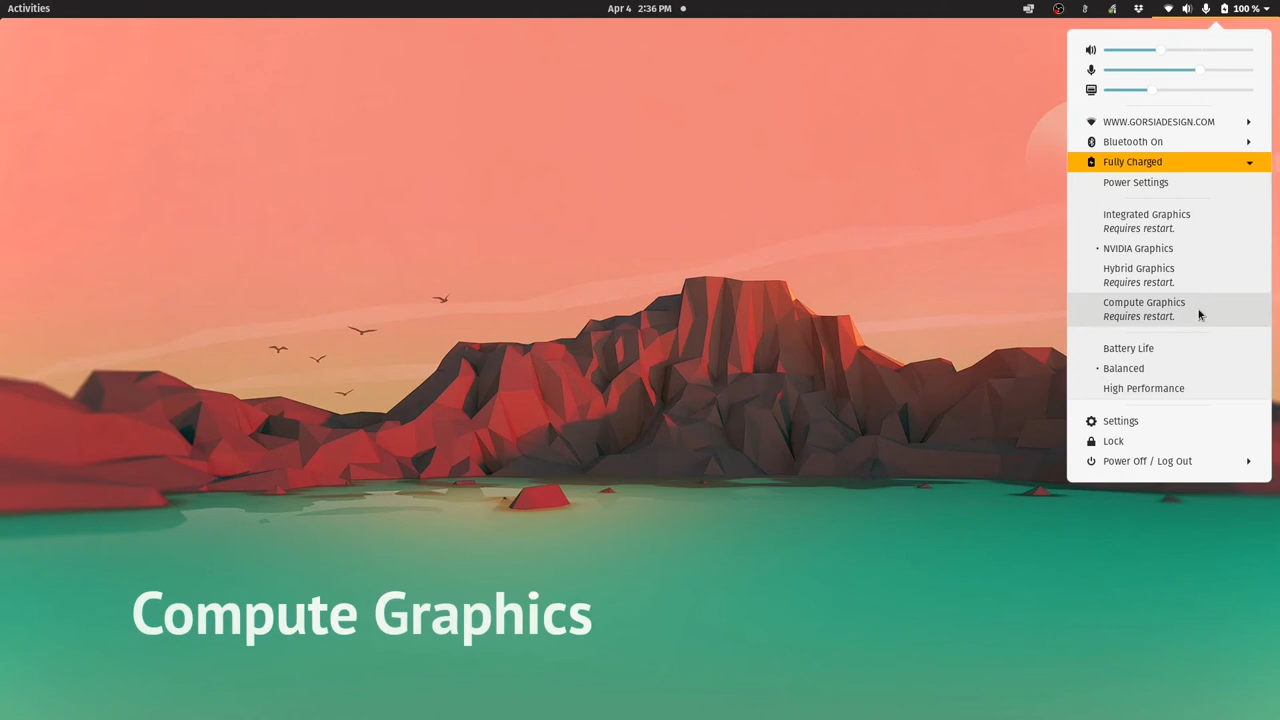 Activities
Apr 4 2:36 PM
100 %
WWW.GORSIADESIGN.COM
Bluetooth On
Fully Charged
Power Settings
Integrated Graphics
Requires restart.
NVIDIA Graphics
Hybrid Graphics
Requires restart.
Compute Graphics
Requires restart.
Battery Life
Balanced
High Performance
Settings
Lock
Power Off / Log Out
Compute Graphics